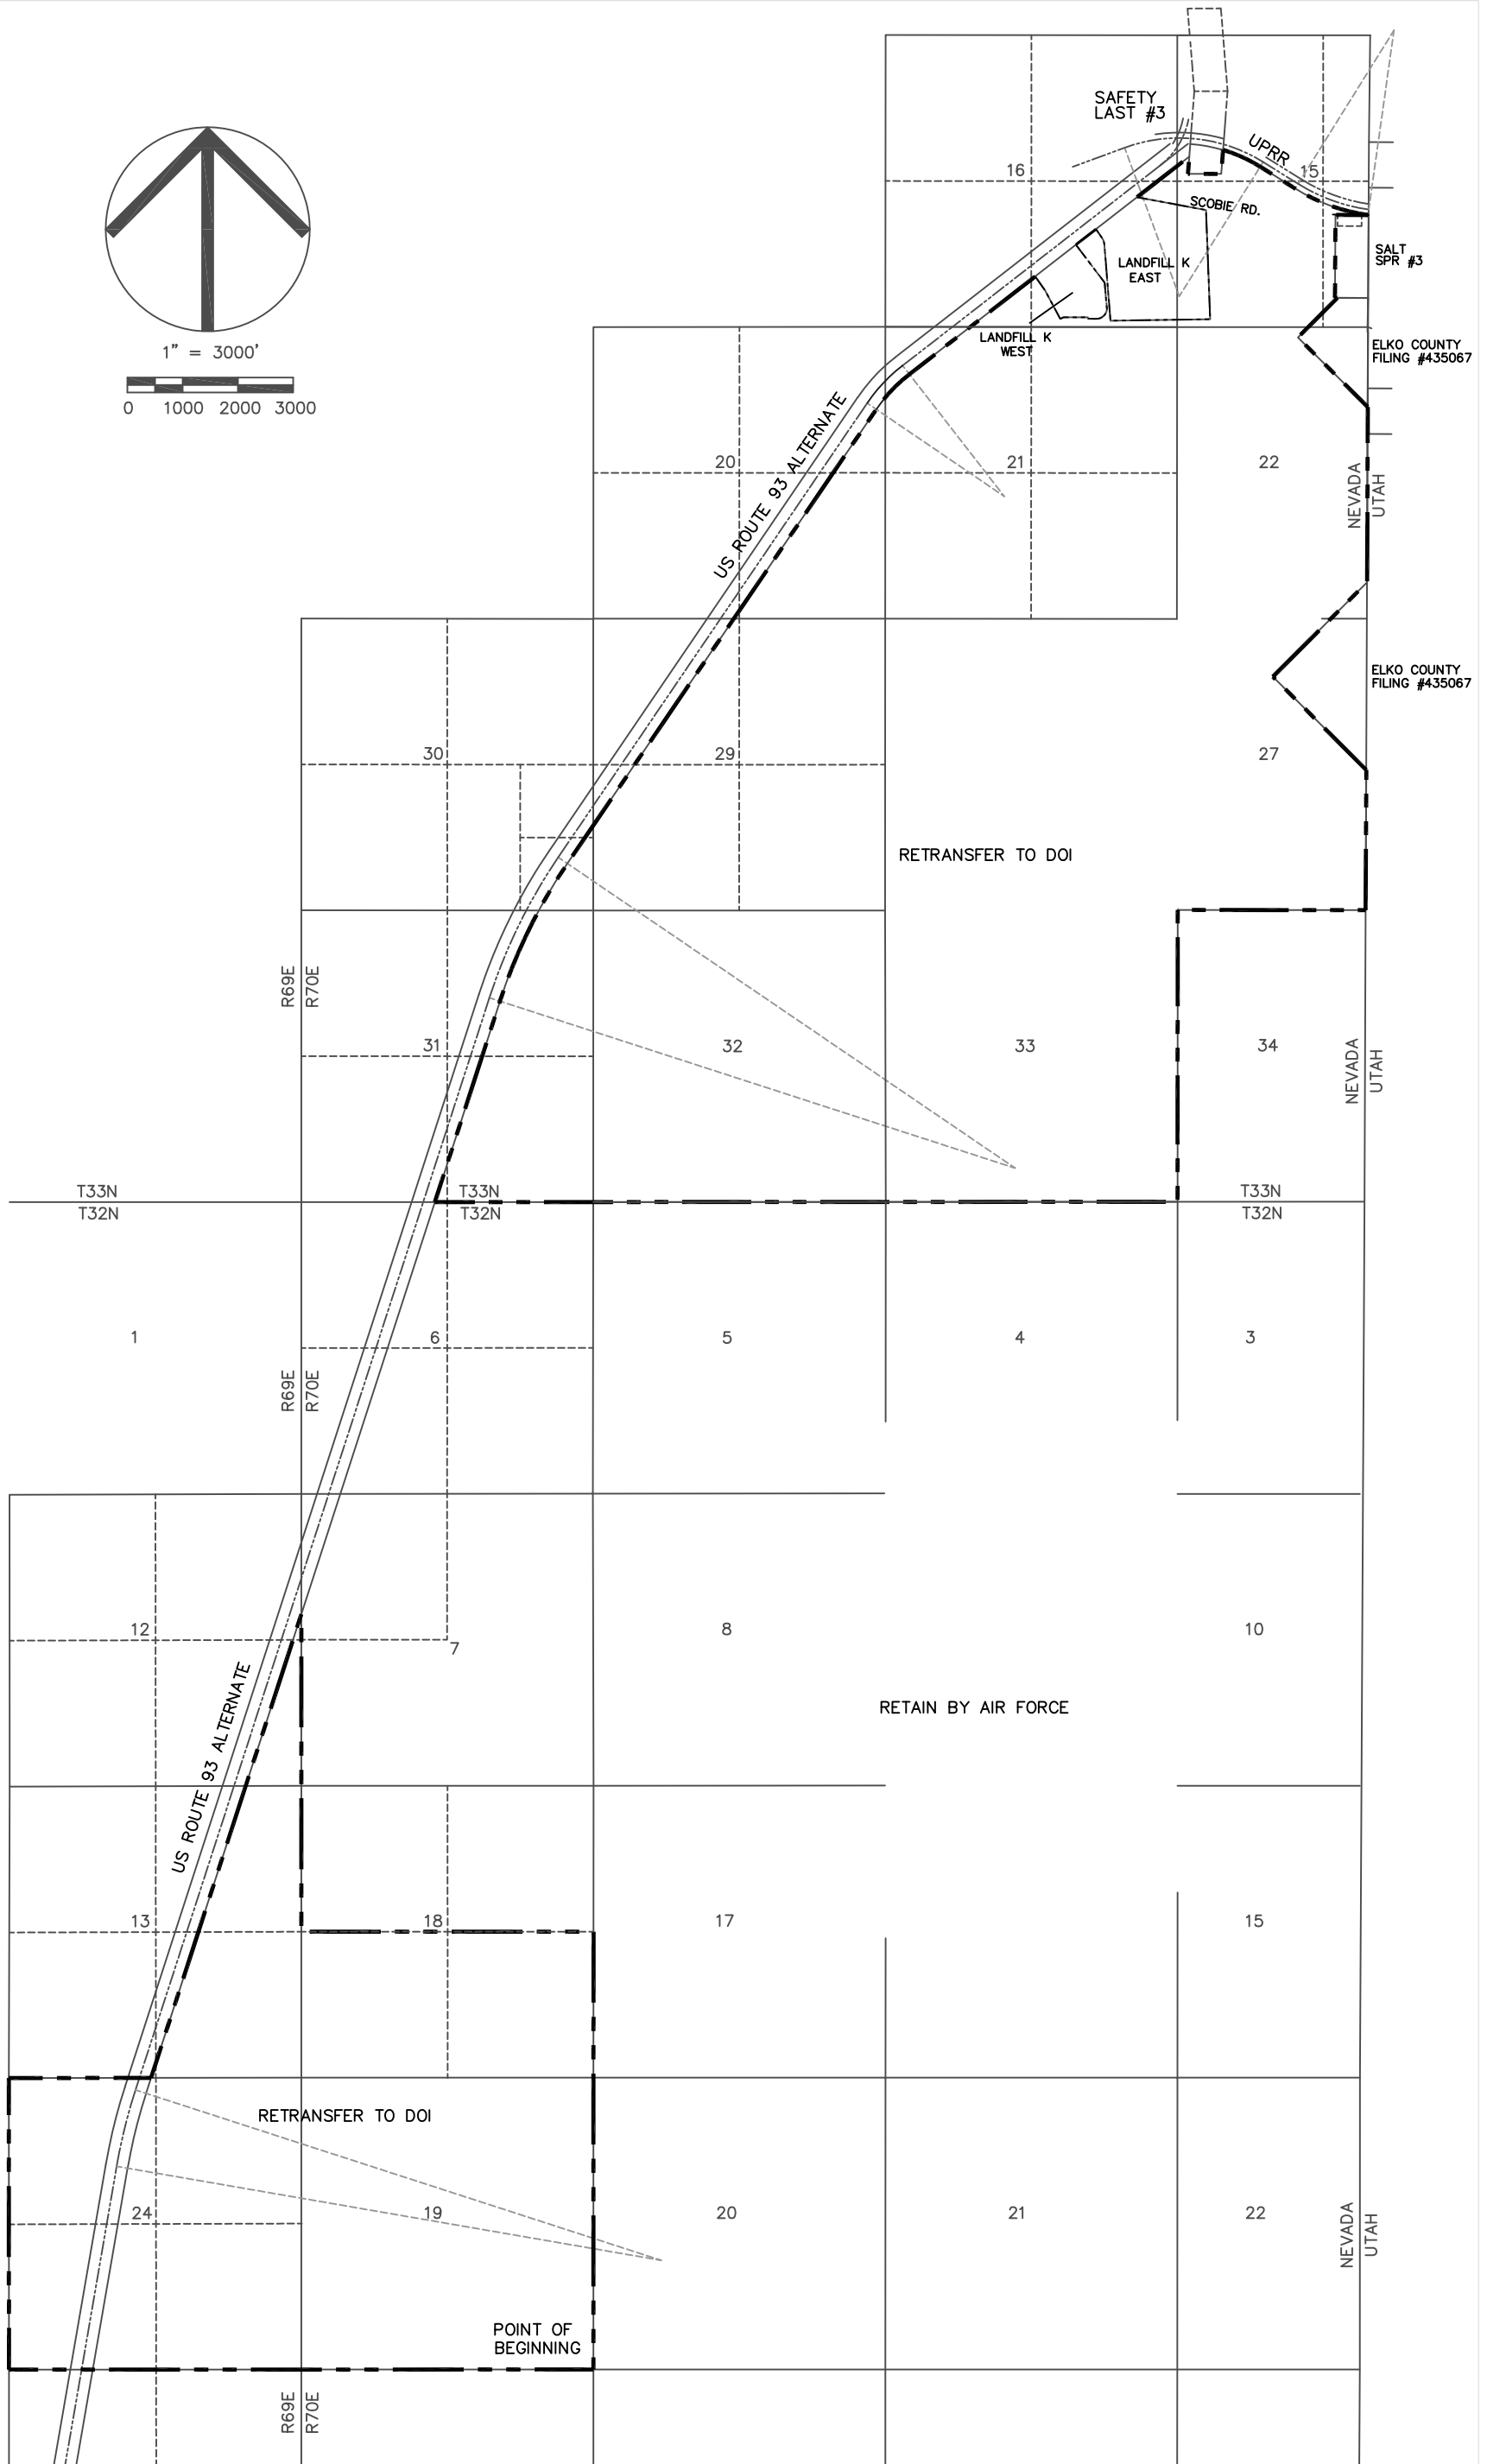 SAFETY
LAST #3
UPRR
16
15
SCOBIE RD.
SALT
SPR #3
LANDFILL K
EAST
LANDFILL K
WEST
ELKO COUNTY
FILING #435067
1" = 3000'
0 1000 2000 3000
US ROUTE 93 ALTERNATE
20
21
22
NEVADA
UTAH
ELKO COUNTY
FILING #435067
30
29
27
RETRANSFER TO DOI
R69E
R70E
31
32
33
34
NEVADA
UTAH
T33N
T32N
T33N
T32N
T33N
T32N
1
6
5
4
3
R69E
R70E
12
7
8
10
US ROUTE 93 ALTERNATE
RETAIN BY AIR FORCE
13
18
17
15
RETRANSFER TO DOI
24
19
20
21
22
NEVADA
UTAH
POINT OF
BEGINNING
R69E
R70E